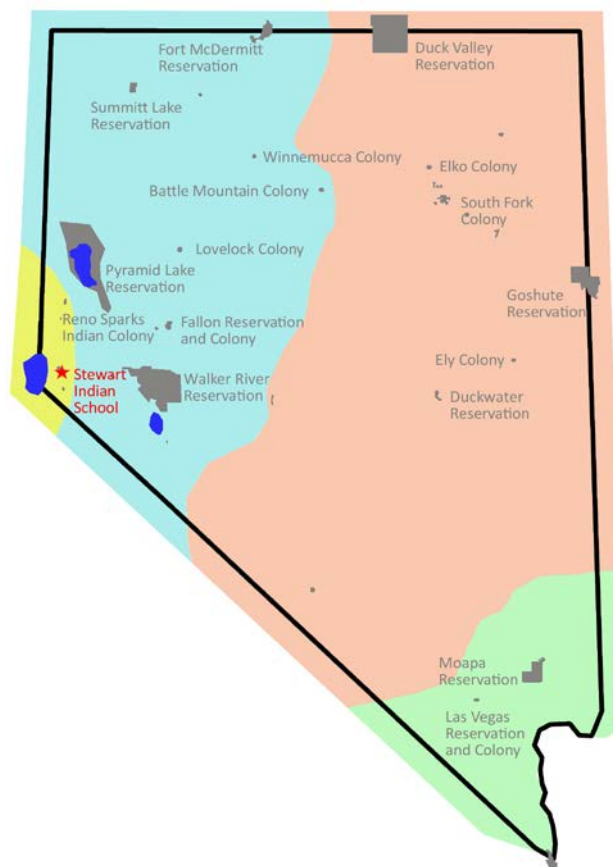 Fort McDermitt
Reservation
Duck Valley
Reservation
Summitt Lake
Reservation
Winnemucca Colony
Elko Colony
Battle Mountain Colony
South Fork
Colony
Lovelock Colony
Pyramid Lake
Reservation
Goshute
Reservation
Reno Sparks
Indian Colony
Fallon Reservation
and Colony
Ely Colony
Stewart
Indian
School
Walker River
Reservation
Duckwater
Reservation
Moapa
Reservation
Las Vegas
Reservation
and Colony